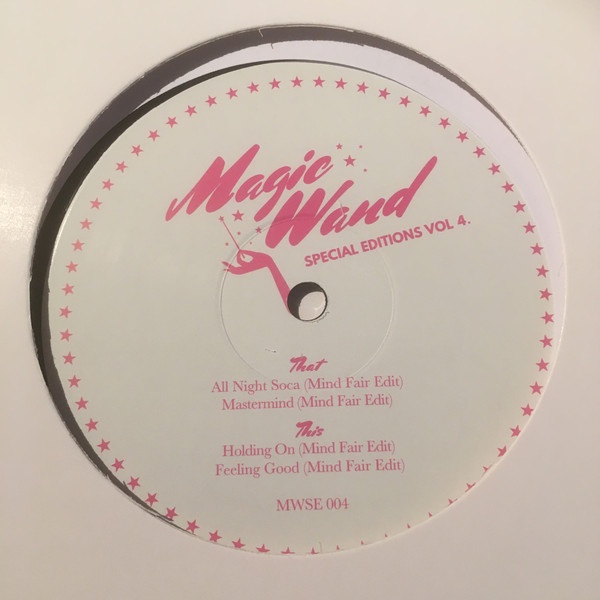 Magic
Wand
SPECIAL EDITIONS VOL 4.
That
All Night Soca (Mind Fair Edit)
Mastermind (Mind Fair Edit)
This
Holding On (Mind Fair Edit)
Feeling Good (Mind Fair Edit)
MWSE 004